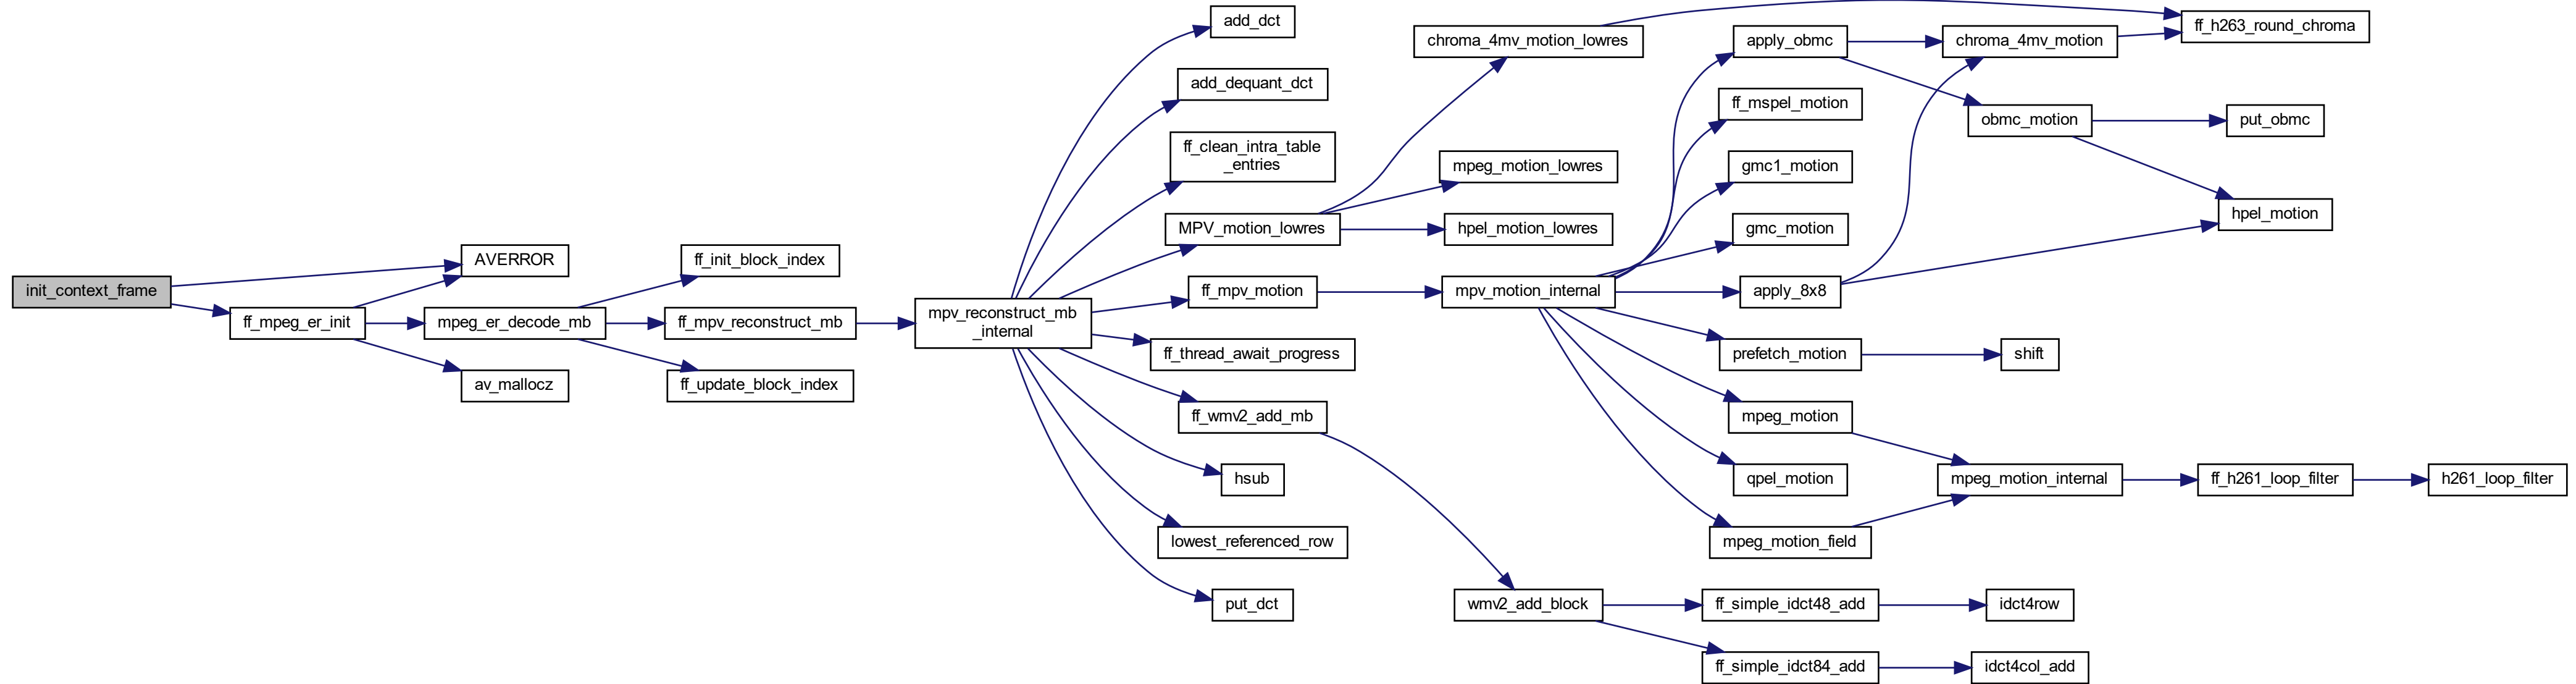 init_context_frame
AVERROR
ff_mpeg_er_init
mpeg_er_decode_mb
av_mallocz
ff_init_block_index
ff_mpv_reconstruct_mb
ff_update_block_index
mpv_reconstruct_mb
_internal
add_dct
add_dequant_dct
ff_clean_intra_table
_entries
MPV_motion_lowres
ff_mpv_motion
ff_thread_await_progress
ff_wmv2_add_mb
hsub
lowest_referenced_row
put_dct
chroma_4mv_motion_lowres
mpeg_motion_lowres
hpel_motion_lowres
mpv_motion_internal
wmv2_add_block
apply_obmc
ff_mspel_motion
gmc1_motion
gmc_motion
apply_8x8
prefetch_motion
mpeg_motion
qpel_motion
mpeg_motion_field
ff_simple_idct48_add
ff_simple_idct84_add
chroma_4mv_motion
obmc_motion
shift
mpeg_motion_internal
idct4row
idct4col_add
ff_h263_round_chroma
put_obmc
hpel_motion
ff_h261_loop_filter
h261_loop_filter